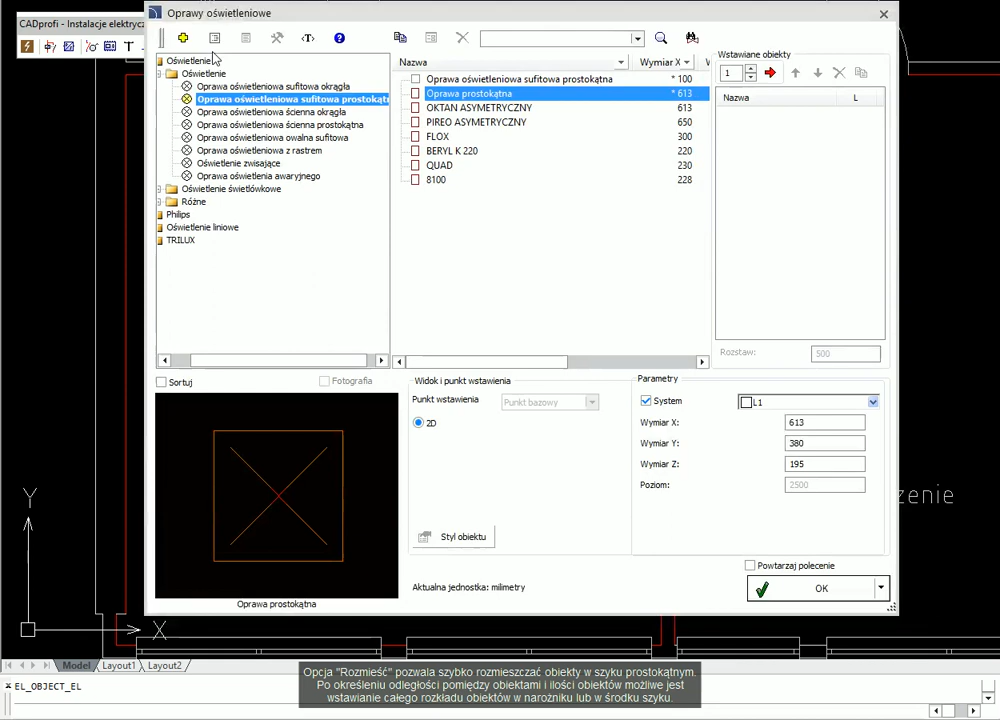 CADprofi - Instalacje elektryczn
Oprawy oświetleniowe
Oświetlenie
Oświetlenie
Oprawa oświetleniowa sufitowa okrągła
Oprawa oświetleniowa sufitowa prostokątn
Oprawa oświetleniowa ścienna okrągła
Oprawa oświetleniowa ścienna prostokątna
Oprawa oświetleniowa owalna sufitowa
Oprawa oświetleniowa z rastrem
Oświetlenie zwisające
Oprawa oświetlenia awaryjnego
Oświetlenie świetlówkowe
Różne
Philips
Oświetlenie liniowe
TRILUX
Nazwa Wymiar X
Oprawa oświetleniowa sufitowa prostokątna * 100
Oprawa prostokątna * 613
OKTAN ASYMETRYCZNY 613
PIREO ASYMETRYCZNY 650
FLOX 300
BERYL K 220 220
QUAD 230
8100 228
Wstawiane obiekty
1
Nazwa L
Rozstaw: 500
Sortuj Fotografia
Oprawa prostokątna
Widok i punkt wstawienia
Punkt wstawienia Punkt bazowy
2D
Styl obiektu
Aktualna jednostka: milimetry
Parametry
System L1
Wymiar X: 613
Wymiar Y: 380
Wymiar Z: 195
Poziom: 2500
Powtarzaj polecenie
OK
zenie
Y
X
Model Layout1 Layout2
EL_OBJECT_EL
Opcja "Rozmieść" pozwala szybko rozmieszczać obiekty w szyku prostokątnym.
Po określeniu odległości pomiędzy obiektami i ilości obiektów możliwe jest
wstawianie całego rozkładu obiektów w narożniku lub w środku szyku.